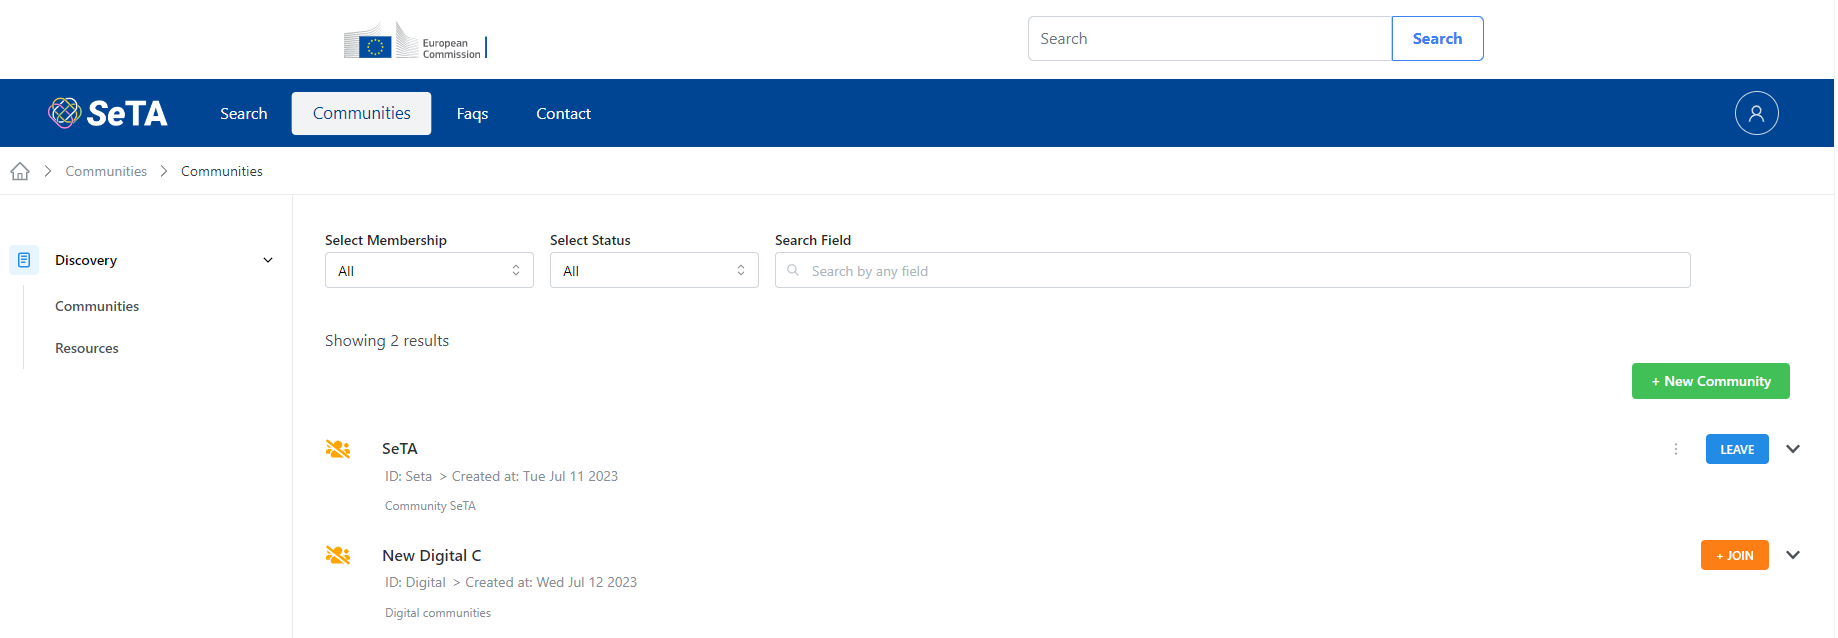 European
Commission
Search
Search
SeTA
Search
Communities
Faqs
Contact
Communities
Communities
Discovery
Communities
Resources
Select Membership
Select Status
Search Field
All
All
Search by any field
Showing 2 results
+ New Community
SeTA
LEAVE
ID: Seta > Created at: Tue Jul 11 2023
Community SeTA
New Digital C
+ JOIN
ID: Digital > Created at: Wed Jul 12 2023
Digital communities